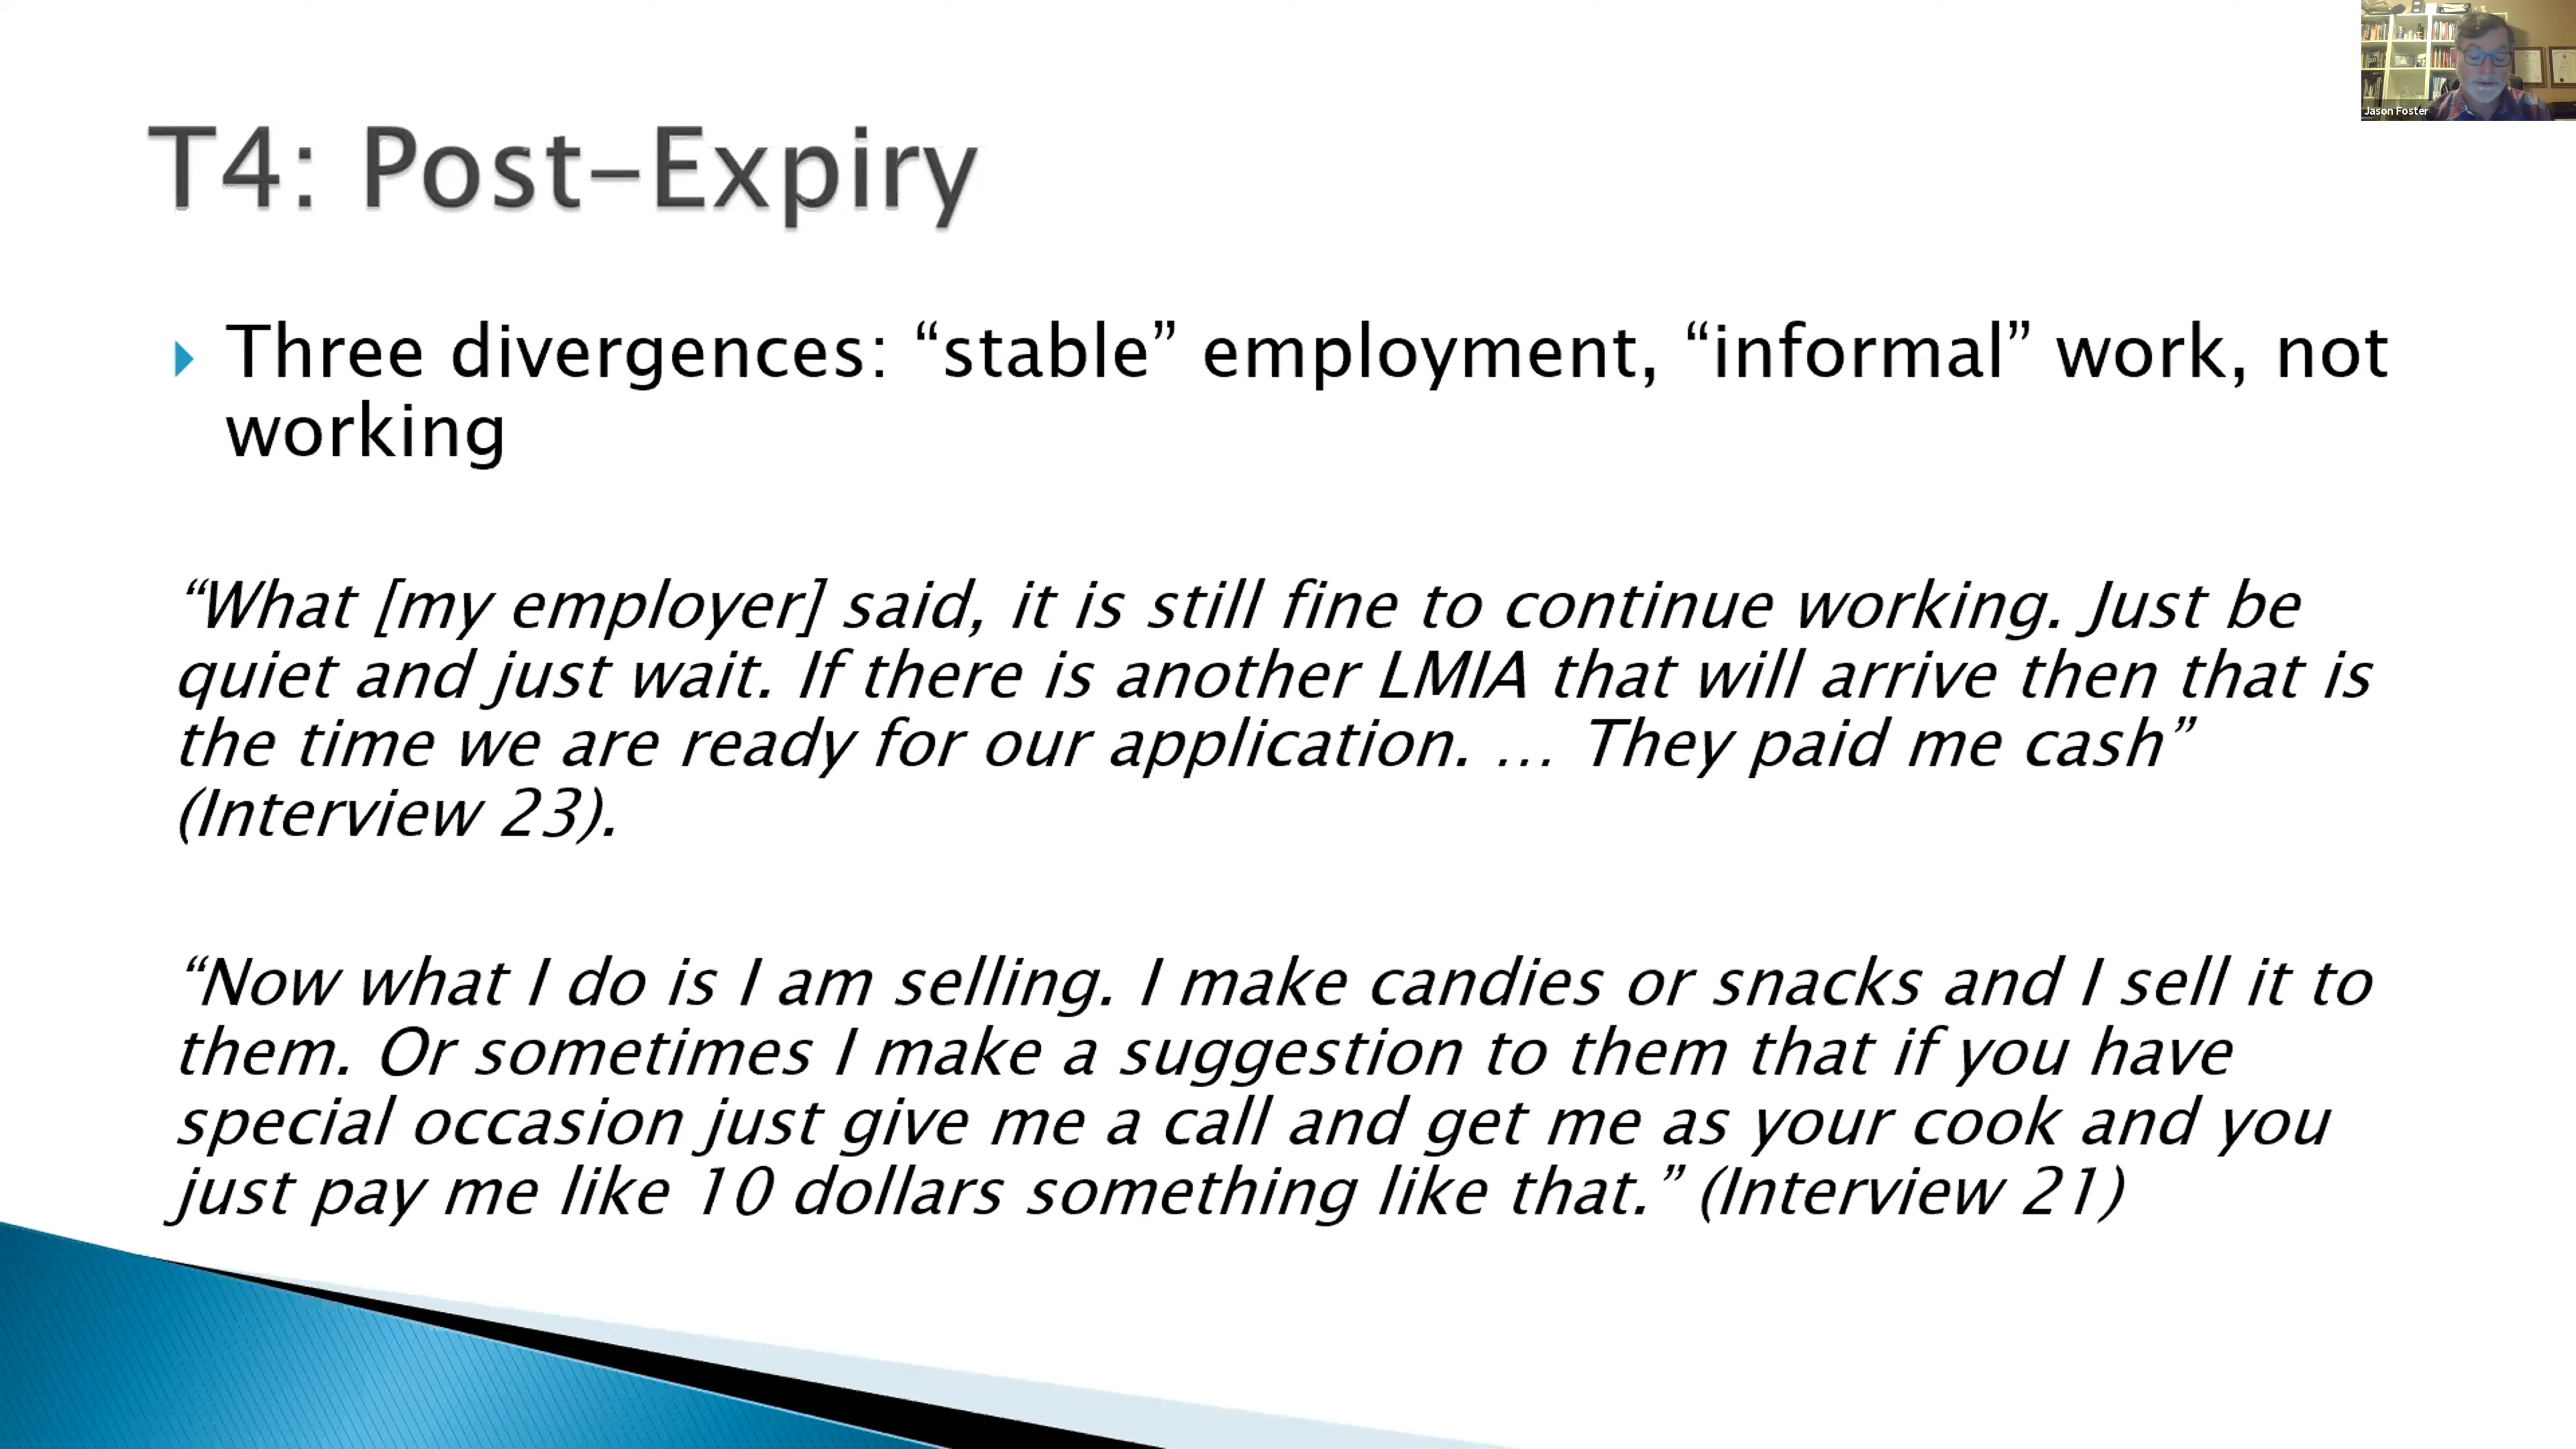 Jason Foster
T4: Post-Expiry
Three divergences: “stable” employment, “informal” work, not
working
“What [my employer] said, it is still fine to continue working. Just be
quiet and just wait. If there is another LMIA that will arrive then that is
the time we are ready for our application. … They paid me cash”
(Interview 23).
“Now what I do is I am selling. I make candies or snacks and I sell it to
them. Or sometimes I make a suggestion to them that if you have
special occasion just give me a call and get me as your cook and you
just pay me like 10 dollars something like that.” (Interview 21)